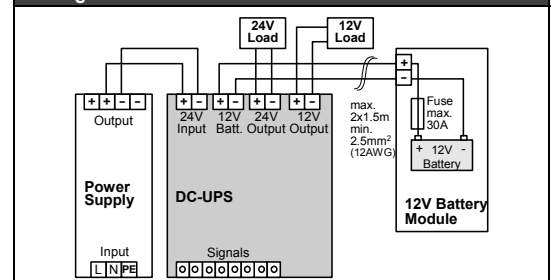 24V
Load
12V
Load
+ + - -
Output
+ - + - + - + -
24V 12V 24V 12V
Input Batt. Output Output
Power
Supply
DC-UPS
Input
L N PE
Signals
max.
2x1.5m
min.
2.5mm²
(12AWG)
+
-
Fuse
max.
30A
+ 12V -
Battery
12V Battery
Module